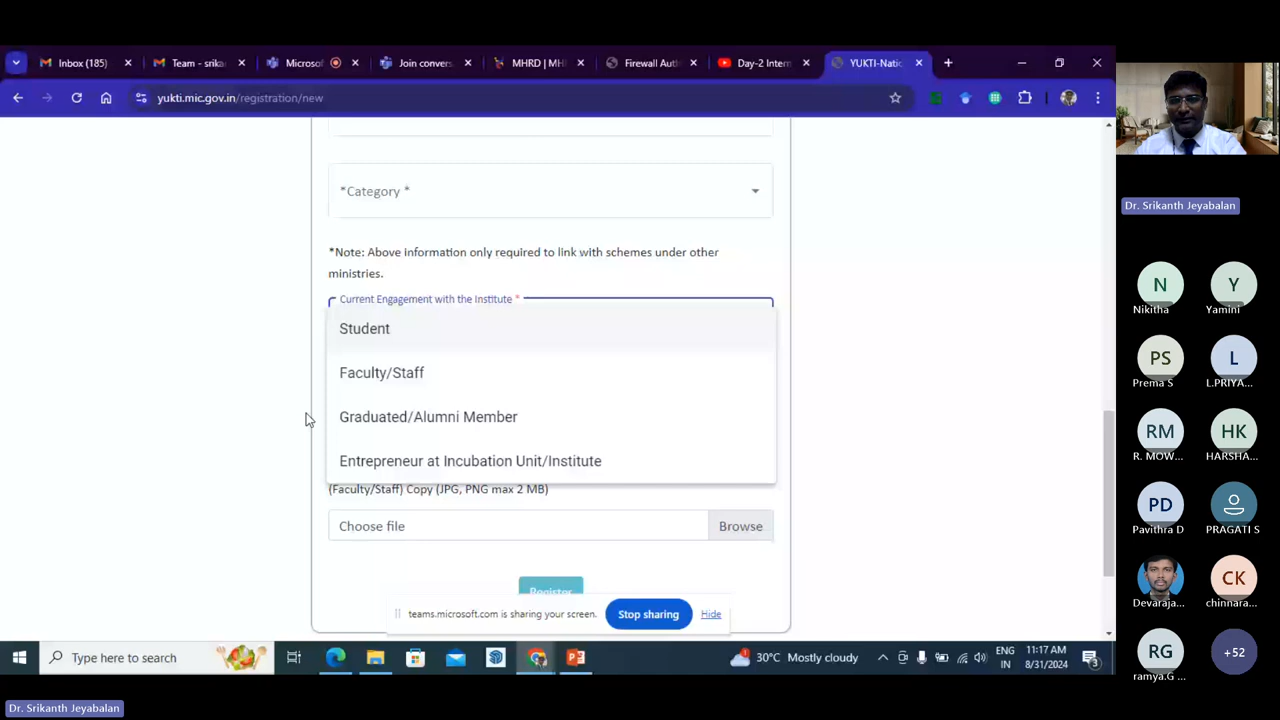 Inbox (185)
Team - srika
Microsof
Join convers
MHRD | MH
Firewall Auth
Day-2 Intern
YUKTI-Natio
yukti.mic.gov.in/registration/new
*Category *
*Note: Above information only required to link with schemes under other
ministries.
Current Engagement with the Institute *
Student
Faculty/Staff
Graduated/Alumni Member
Entrepreneur at Incubation Unit/Institute
(Faculty/Staff) Copy (JPG, PNG max 2 MB)
Choose file
Browse
Register
teams.microsoft.com is sharing your screen.
Stop sharing
Hide
Type here to search
30°C Mostly cloudy
ENG
IN
11:17 AM
8/31/2024
3
Dr. Srikanth Jeyabalan
N
Nikitha
Y
Yamini
PS
Prema S
L
L.PRIYA...
RM
R. MOW...
HK
HARSHA...
PD
Pavithra D
PRAGATI S
Devaraja...
CK
chinnara...
RG
ramya.G ...
+52
Dr. Srikanth Jeyabalan